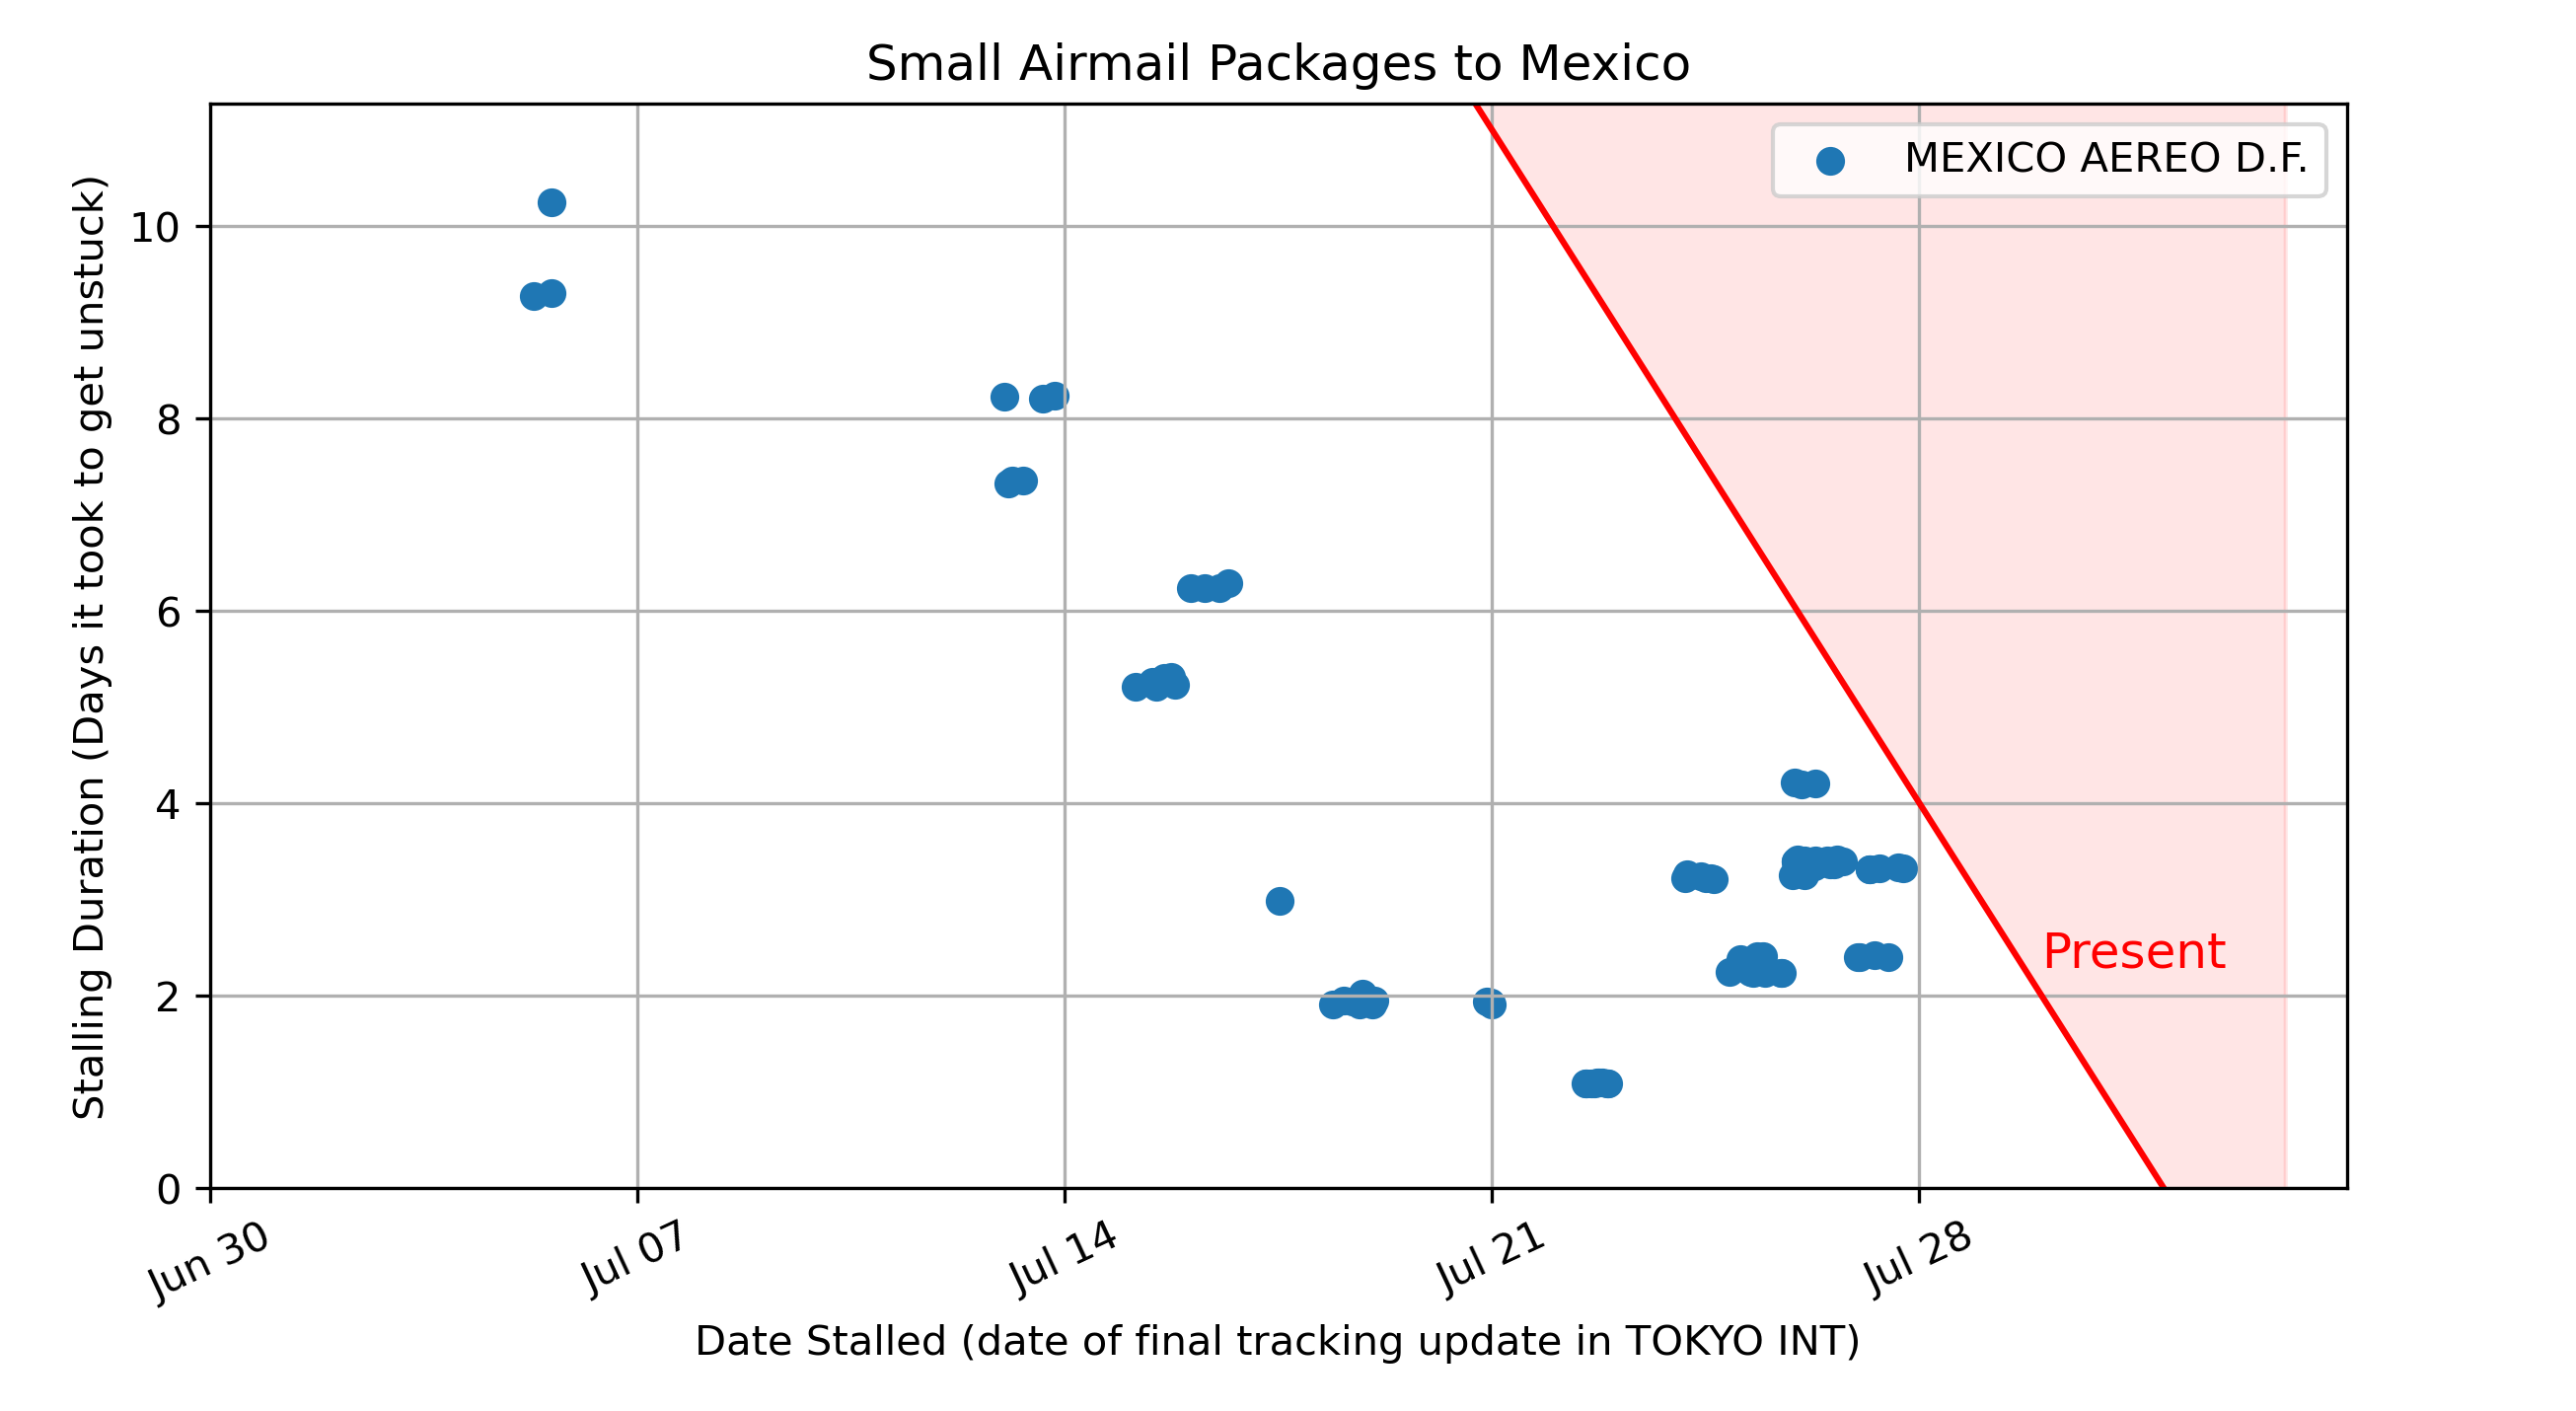 Small Airmail Packages to Mexico
MEXICO AEREO D.F.
Stalling Duration (Days it took to get unstuck)
10
8
6
4
2
0
Present
Jun 30
Jul 07
Jul 14
Jul 21
Jul 28
Date Stalled (date of final tracking update in TOKYO INT)